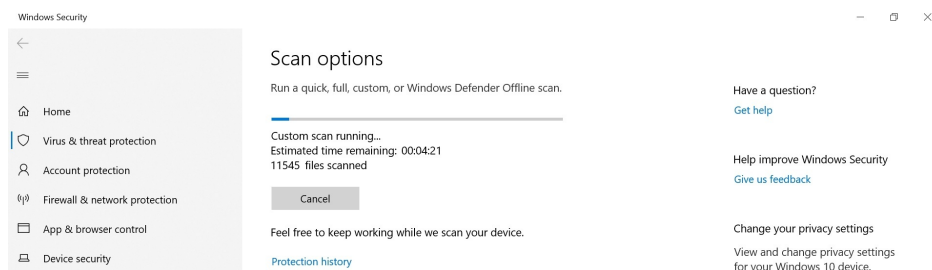 Windows Security
Home
Virus & threat protection
Account protection
Firewall & network protection
App & browser control
Device security
Scan options
Run a quick, full, custom, or Windows Defender Offline scan.
Custom scan running...
Estimated time remaining: 00:04:21
11545 files scanned
Cancel
Feel free to keep working while we scan your device.
Protection history
Have a question?
Get help
Help improve Windows Security
Give us feedback
Change your privacy settings
View and change privacy settings
for your Windows 10 device.